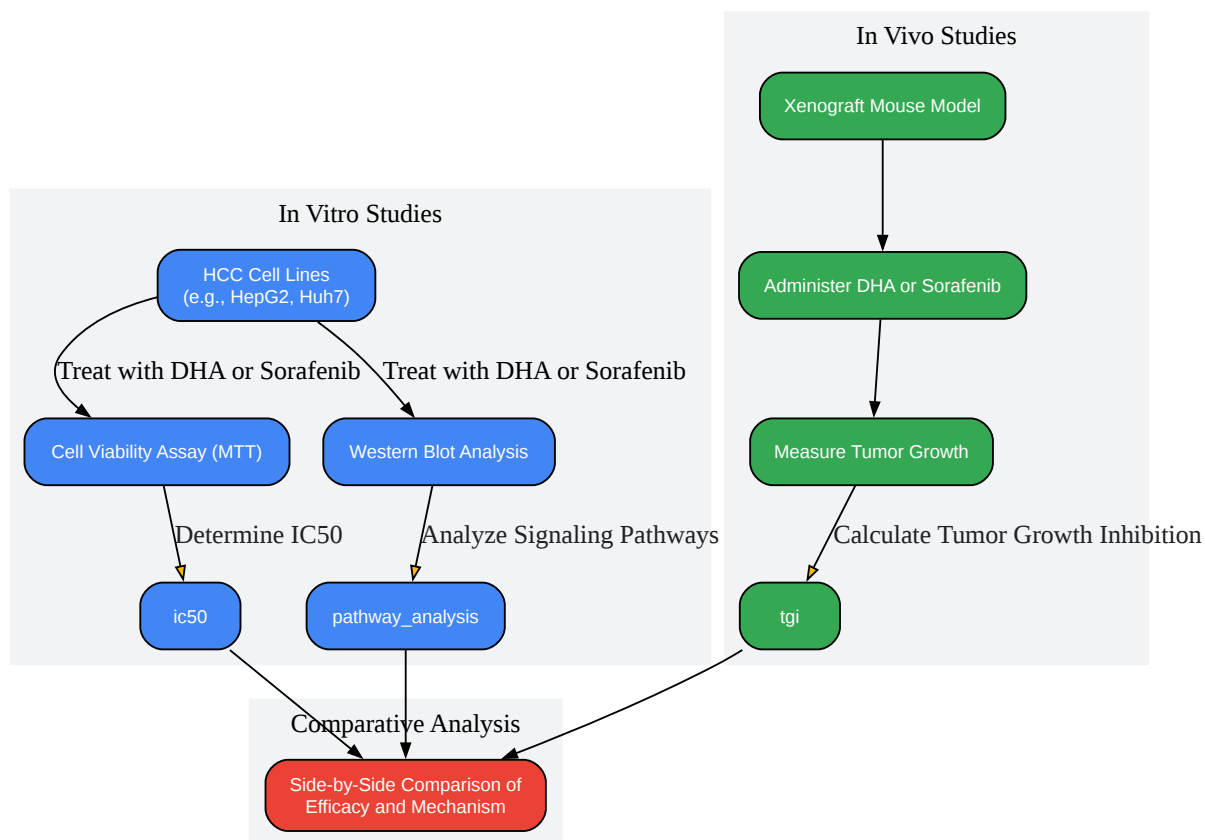 In Vivo Studies
Xenograft Mouse Model
Administer DHA or Sorafenib
Measure Tumor Growth
Calculate Tumor Growth Inhibition
tgi
In Vitro Studies
HCC Cell Lines
(e.g., HepG2, Huh7)
Treat with DHA or Sorafenib
Treat with DHA or Sorafenib
Cell Viability Assay (MTT)
Western Blot Analysis
Determine IC50
Analyze Signaling Pathways
ic50
pathway_analysis
Comparative Analysis
Side-by-Side Comparison of
Efficacy and Mechanism